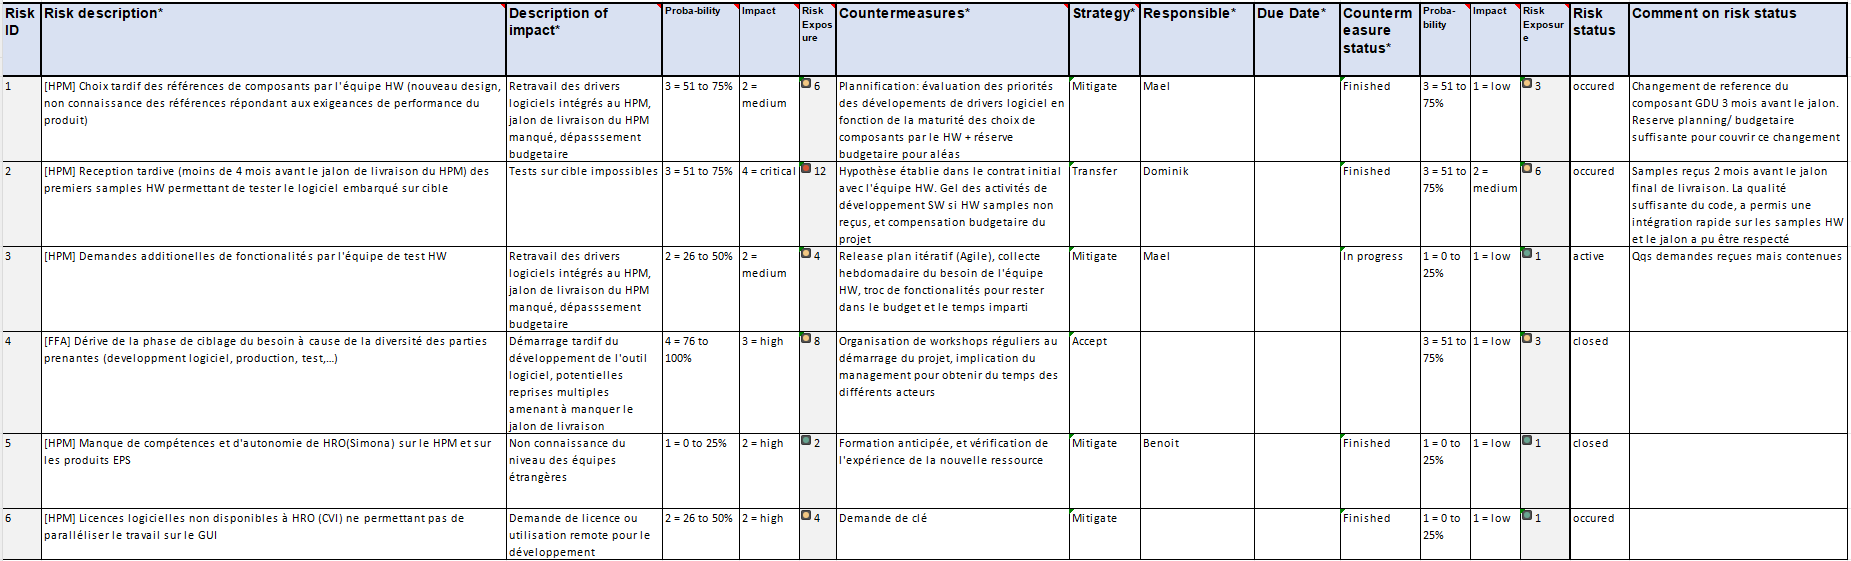 Risk ID
Risk description*
Description of impact*
Proba-bility
Impact
Risk Expos ure
Countermeasures*
Strategy*
Responsible*
Due Date*
Counterm easure status*
Proba- bility
Impact
Risk Exposur e
Risk status
Comment on risk status
1
[HPM] Choix tardif des références de composants par l'équipe HW (nouveau design,
non connaissance des références répondant aux exigeances de performance du
produit)
Retravail des drivers
logiciels intégrés au HPM,
jalon de livraison du HPM
manqué, dépasssement
budgetaire
3 = 51 to 75%
2 =
medium
6
Plannification: évaluation des priorités
des dévelopements de drivers logiciel en
fonction de la maturité des choix de
composants par le HW + réserve
budgetaire pour aléas
Mitigate
Mael
Finished
3 = 51 to
75%
1 = low
3
occured
Changement de reference du
composant GDU 3 mois avant le jalon.
Reserve planning/ budgetaire
suffisante pour couvrir ce changement
2
[HPM] Reception tardive (moins de 4 mois avant le jalon de livraison du HPM) des
premiers samples HW permettant de tester le logiciel embarqué sur cible
Tests sur cible impossibles
3 = 51 to 75%
4 = critical
12
Hypothèse établie dans le contrat initial
avec l'équipe HW. Gel des activités de
développement SW si HW samples non
reçus, et compensation budgetaire du
projet
Transfer
Dominik
Finished
3 = 51 to
75%
2 =
medium
6
occured
Samples reçus 2 mois avant le jalon
final de livraison. La qualité
suffisante du code, a permis une
intégration rapide sur les samples HW
et le jalon a pu être respecté
3
[HPM] Demandes additionelles de fonctionalités par l'équipe de test HW
Retravail des drivers
logiciels intégrés au HPM,
jalon de livraison du HPM
manqué, dépasssement
budgetaire
2 = 26 to 50%
2 =
medium
4
Release plan itératif (Agile), collecte
hebdomadaire du besoin de l'équipe
HW, troc de fonctionalités pour rester
dans le budget et le temps imparti
Mitigate
Mael
In progress
1 = 0 to
25%
1 = low
1
active
Qqs demandes reçues mais contenues
4
[FFA] Dérive de la phase de ciblage du besoin à cause de la diversité des parties
prenantes (developpment logiciel, production, test,...)
Démarrage tardif du
développement de l'outil
logiciel, potentielles
reprises multiples
amenant à manquer le
jalon de livraison
4 = 76 to
100%
3 = high
8
Organisation de workshops réguliers au
démarrage du projet, implication du
management pour obtenir du temps des
différents acteurs
Accept
3 = 51 to
75%
1 = low
3
closed
5
[HPM] Manque de compétences et d'autonomie de HRO(Simona) sur le HPM et sur
les produits EPS
Non connaissance du
niveau des équipes
étrangères
1 = 0 to 25%
2 = high
2
Formation anticipée, et vérification de
l'expérience de la nouvelle ressource
Mitigate
Benoit
Finished
1 = 0 to
25%
1 = low
1
closed
6
[HPM] Licences logicielles non disponibles à HRO (CVI) ne permettant pas de
paralléliser le travail sur le GUI
Demande de licence ou
utilisation remote pour le
développement
2 = 26 to 50%
2 = high
4
Demande de clé
Mitigate
Finished
1 = 0 to
25%
1 = low
1
occured